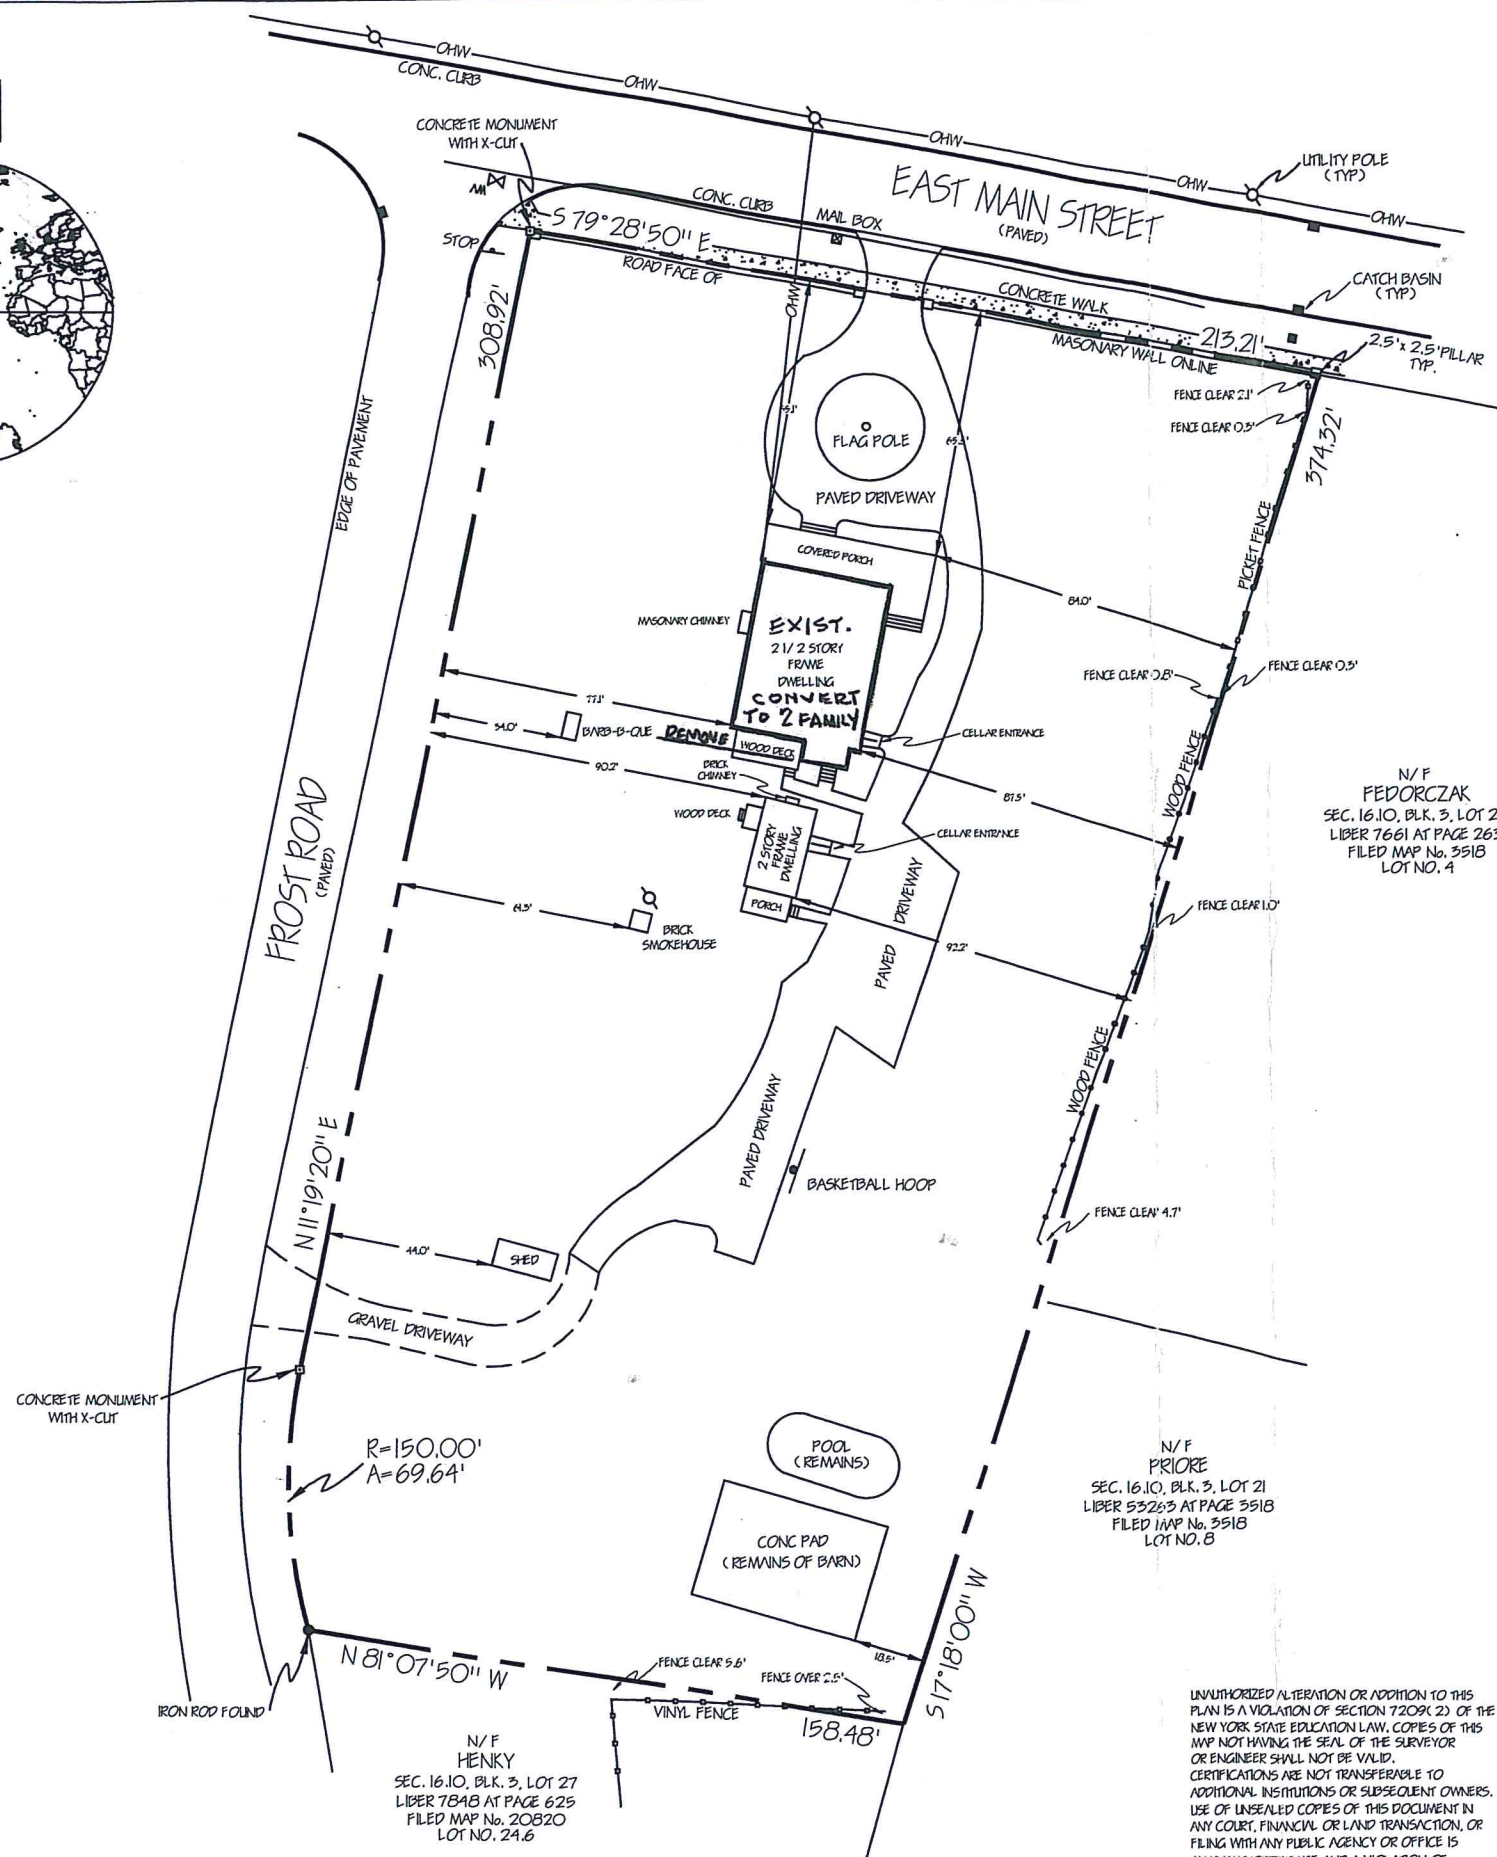 OHW
CONC. CURB
OHW
OHW
OHW
OHW
UTILITY POLE
(TYP)
CONCRETE MONUMENT
WITH X-CUT
EAST MAIN STREET
(PAVED)
CONC. CURB
MAIL BOX
STOP
S 79°28'50" E
ROAD FACE OF
CONCRETE WALK
213.21'
MASONARY WALL ONLINE
CATCH BASIN
(TYP)
2.5' x 2.5' PILLAR
TYP.
OHW
308.92'
FENCE CLEAR 2.1'
FENCE CLEAR 0.3'
374.32'
EDGE OF PAVEMENT
FLAG POLE
PAVED DRIVEWAY
PICKET FENCE
COVERED PORCH
84.0'
MASONARY CHIMNEY
EXIST.
2 1/2 STORY
FRAME
DWELLING
CONVERT
TO 2 FAMILY
FENCE CLEAR 0.8'
FENCE CLEAR 0.3'
77.1'
54.0'
BARB-B-QUE
REMOVE
WOOD DECK
CELLAR ENTRANCE
90.2'
BRICK
CHIMNEY
87.5'
WOOD FENCE
WOOD DECK
2 STORY
FRAME
DWELLING
CELLAR ENTRANCE
N/F
FEDORCZAK
SEC. 16.10, BLK. 3, LOT 2
LIBER 7661 AT PAGE 263
FILED MAP No. 3518
LOT NO. 4
FROST ROAD
(PAVED)
PORCH
BRICK
SMOKEHOUSE
PAVED DRIVEWAY
92.2'
FENCE CLEAR 1.0'
WOOD FENCE
N 11°19'20" E
PAVED DRIVEWAY
BASKETBALL HOOP
FENCE CLEAR 4.7'
44.0'
SHED
GRAVEL DRIVEWAY
CONCRETE MONUMENT
WITH X-CUT
R=150.00'
A=69.64'
POOL
(REMAINS)
CONC PAD
(REMAINS OF BARN)
N/F
PRIORE
SEC. 16.10, BLK. 3, LOT 21
LIBER 53263 AT PAGE 3518
FILED MAP No. 3518
LOT NO. 8
S 17°18'00" W
18.5'
N 81°07'50" W
FENCE CLEAR 5.6'
FENCE OVER 2.5'
IRON ROD FOUND
VINYL FENCE
158.48'
N/F
HENKY
SEC. 16.10, BLK. 3, LOT 27
LIBER 7848 AT PAGE 625
FILED MAP No. 20820
LOT NO. 24.6
UNAUTHORIZED ALTERATION OR ADDITION TO THIS
PLAN IS A VIOLATION OF SECTION 7209(2) OF THE
NEW YORK STATE EDUCATION LAW. COPIES OF THIS
MAP NOT HAVING THE SEAL OF THE SURVEYOR
OR ENGINEER SHALL NOT BE VALID.
CERTIFICATIONS ARE NOT TRANSFERABLE TO
ADDITIONAL INSTITUTIONS OR SUBSEQUENT OWNERS.
USE OF UNSEALED COPIES OF THIS DOCUMENT IN
ANY COURT, FINANCIAL OR LAND TRANSACTION, OR
FILING WITH ANY PUBLIC AGENCY OR OFFICE IS